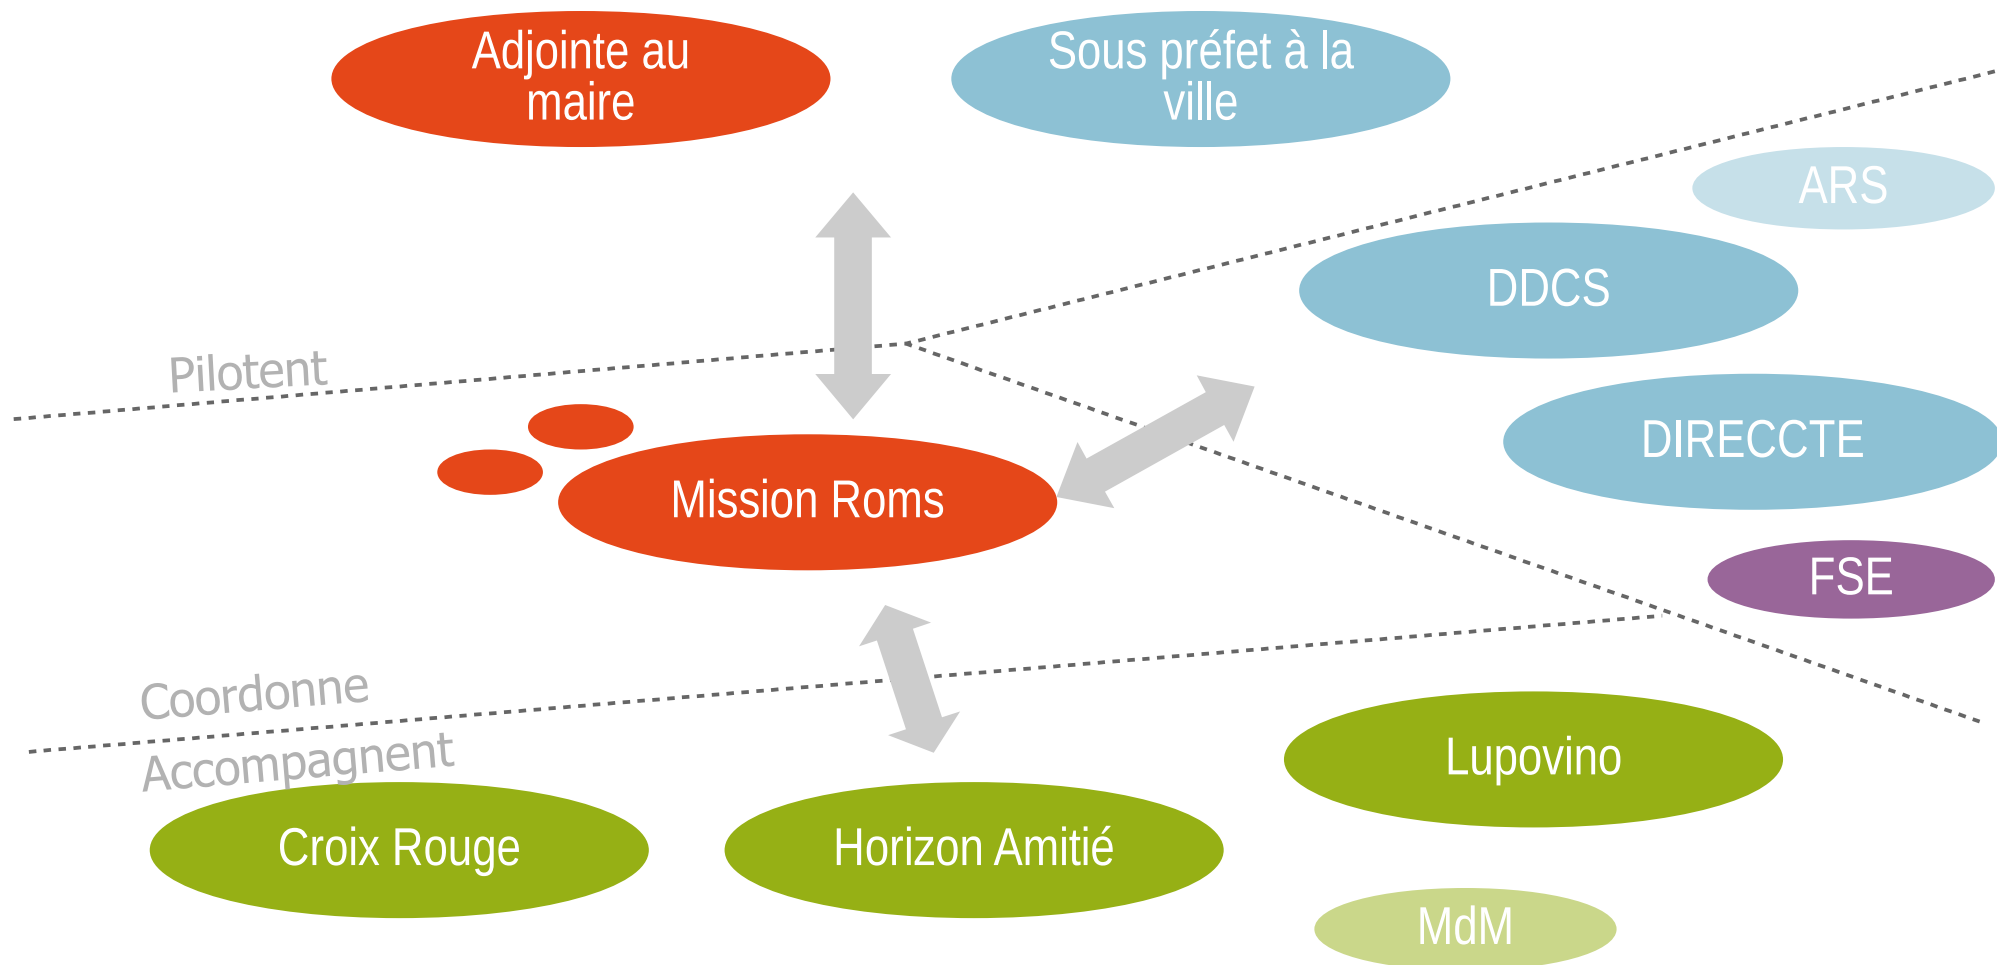 Adjointe au
maire
Sous préfet à la
ville
ARS
DDCS
Pilotent
DIRECCTE
Mission Roms
FSE
Coordonne
Accompagnent
Lupovino
Croix Rouge
Horizon Amitié
MdM